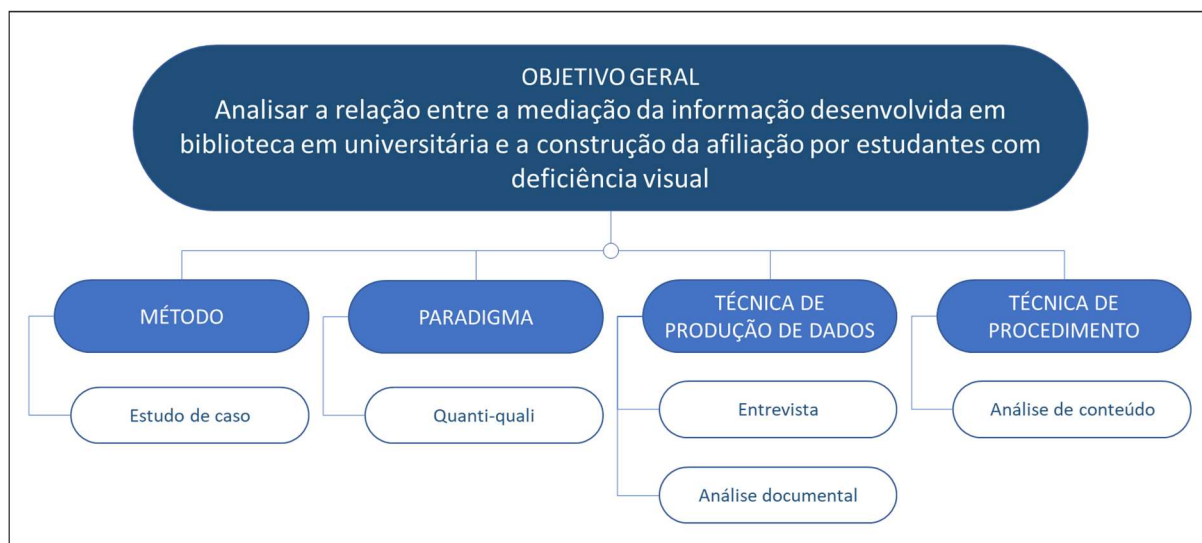 OBJETIVO GERAL
Analisar a relação entre a mediação da informação desenvolvida em
biblioteca em universitária e a construção da afiliação por estudantes com
deficiência visual
MÉTODO
Estudo de caso
PARADIGMA
Quanti-quali
TÉCNICA DE
PRODUÇÃO DE DADOS
Entrevista
Análise documental
TÉCNICA DE
PROCEDIMENTO
Análise de conteúdo